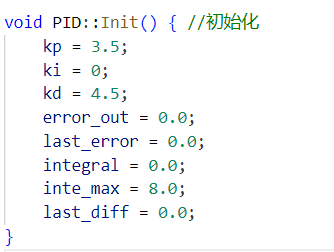 void PID::Init() { //初始化
    kp = 3.5;
    ki = 0;
    kd = 4.5;
    error_out = 0.0;
    last_error = 0.0;
    integral = 0.0;
    inte_max = 8.0;
    last_diff = 0.0;
}